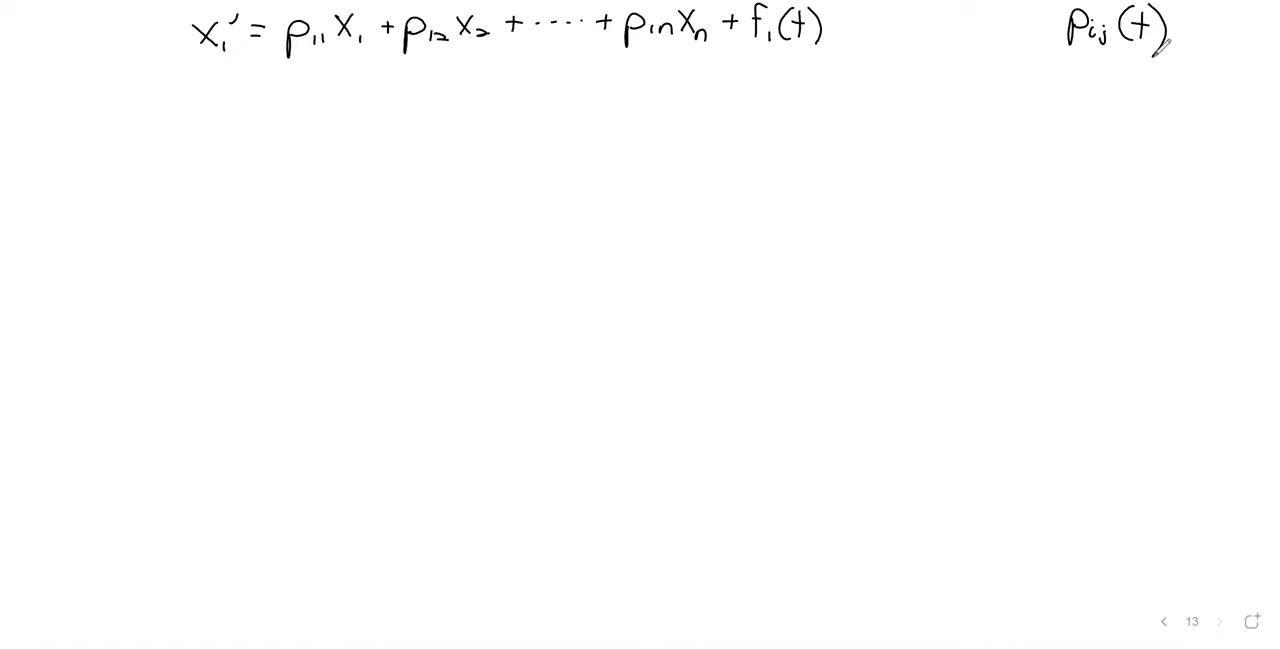 x₁' = p₁₁x₁ + p₁₂x₂ + ····· + p₁ₙxₙ + f₁(t) pᵢⱼ(t),
< 13 >